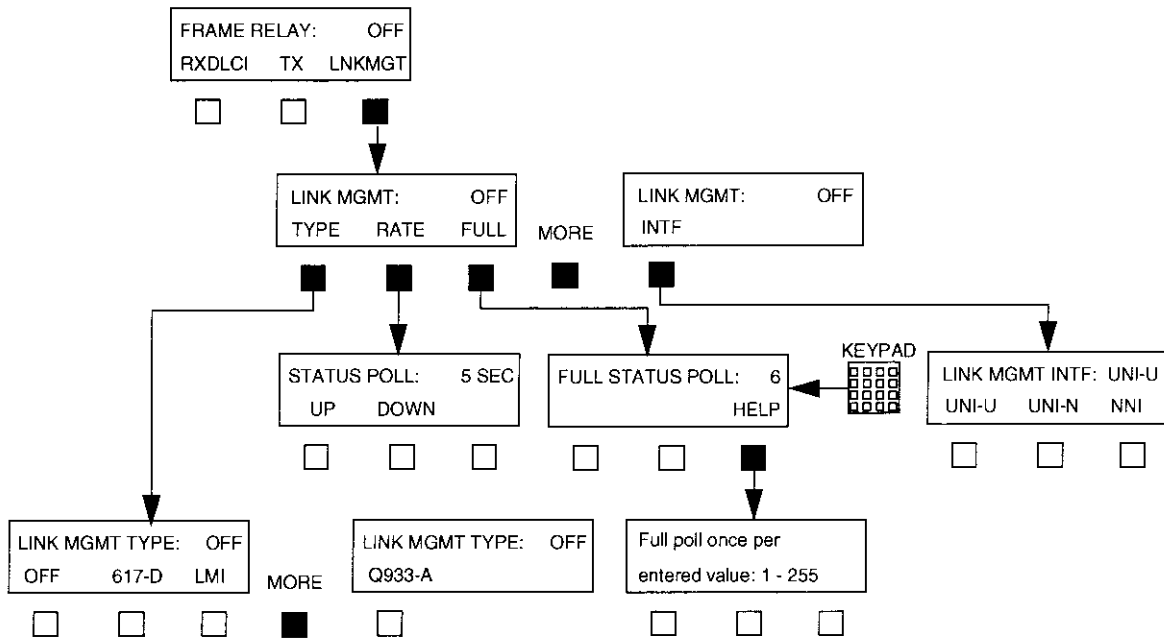 FRAME RELAY: OFF
RXDLCI TX LNKMGT
LINK MGMT: OFF
TYPE RATE FULL
MORE
LINK MGMT: OFF
INTF
STATUS POLL: 5 SEC
UP DOWN
FULL STATUS POLL: 6
HELP
KEYPAD
LINK MGMT INTF: UNI-U
UNI-U UNI-N NNI
LINK MGMT TYPE: OFF
OFF 617-D LMI
MORE
LINK MGMT TYPE: OFF
Q933-A
Full poll once per
entered value: 1 - 255